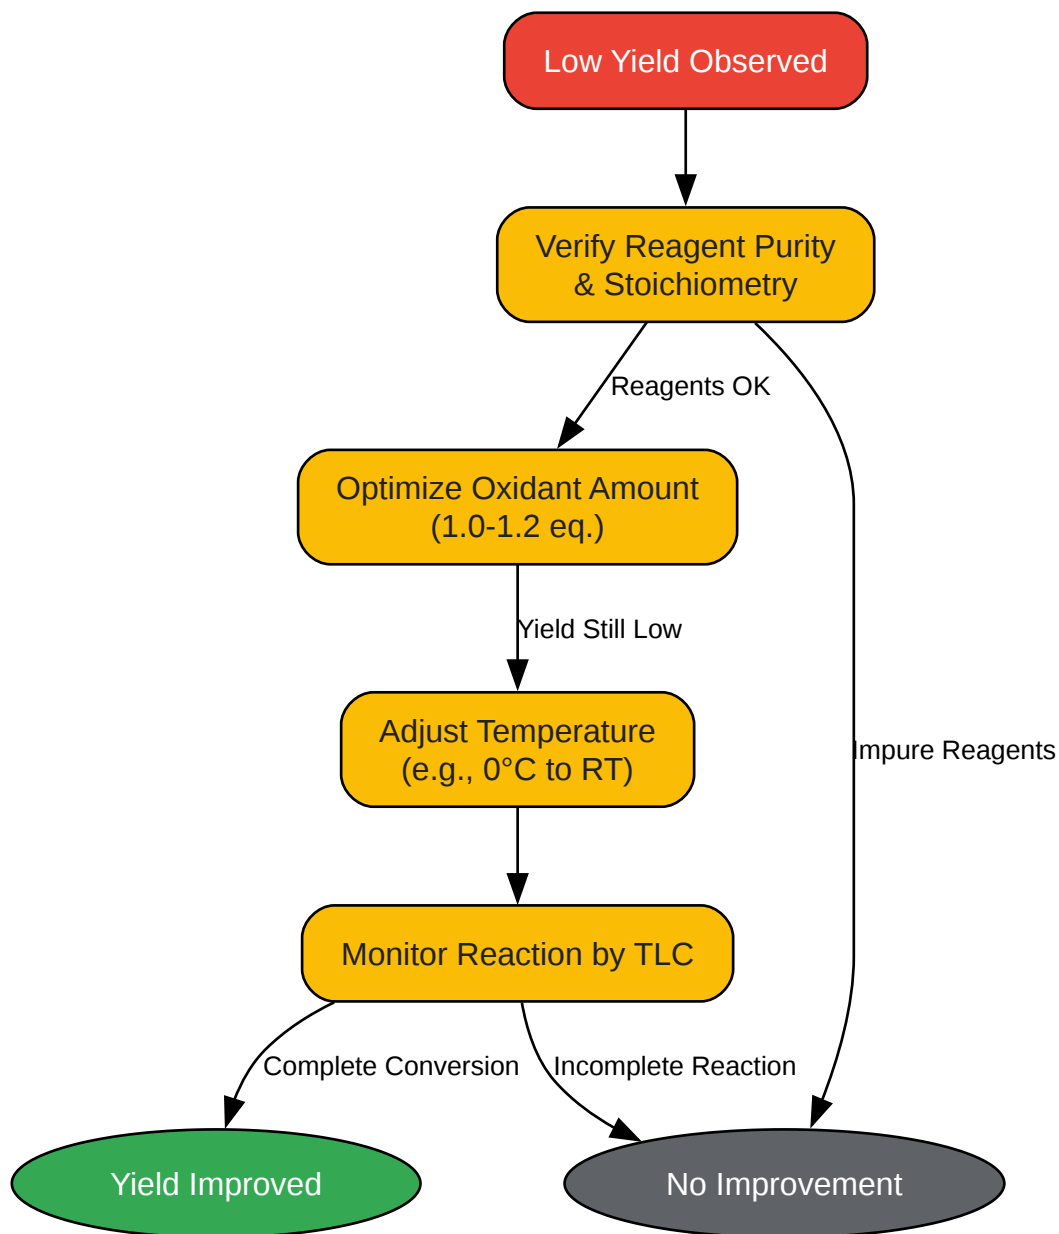 Low Yield Observed
Verify Reagent Purity
& Stoichiometry
Reagents OK
Optimize Oxidant Amount
(1.0-1.2 eq.)
Yield Still Low
Adjust Temperature
(e.g., 0°C to RT)
Impure Reagents
Monitor Reaction by TLC
Complete Conversion
Incomplete Reaction
Yield Improved
No Improvement